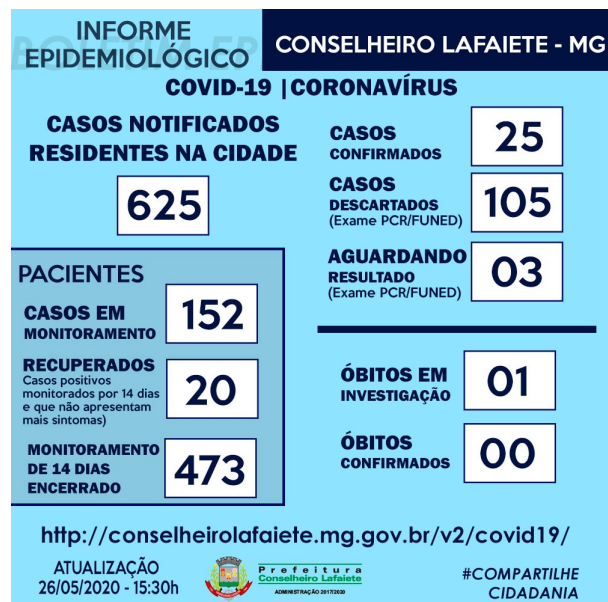 INFORME
EPIDEMIOLÓGICO
CONSELHEIRO LAFAIETE - MG
COVID-19 |CORONAVÍRUS
CASOS NOTIFICADOS
RESIDENTES NA CIDADE
625
CASOS
CONFIRMADOS
25
CASOS
DESCARTADOS
(Exame PCR/FUNED)
105
AGUARDANDO
RESULTADO
(Exame PCR/FUNED)
03
PACIENTES
CASOS EM
MONITORAMENTO
152
RECUPERADOS
Casos positivos
monitorados por 14 dias
e que não apresentam
mais sintomas)
20
MONITORAMENTO
DE 14 DIAS
ENCERRADO
473
ÓBITOS EM
INVESTIGAÇÃO
01
ÓBITOS
CONFIRMADOS
00
http://conselheirolafaiete.mg.gov.br/v2/covid19/
ATUALIZAÇÃO
26/05/2020 - 15:30h
Prefeitura
Conselheiro Lafaiete
ADMINISTRAÇÃO 2017/2020
#COMPARTILHE
CIDADANIA